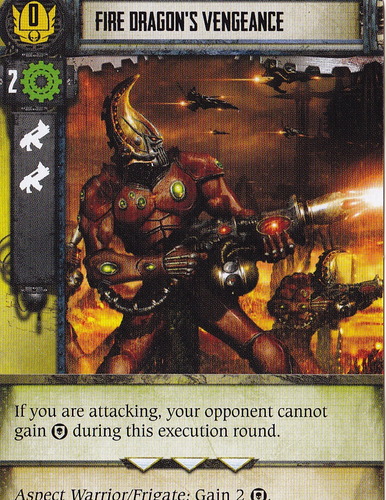 0
FIRE DRAGON'S VENGEANCE
2
If you are attacking, your opponent cannot
gain during this execution round.
Aspect Warrior/Frigate: Gain 2 .